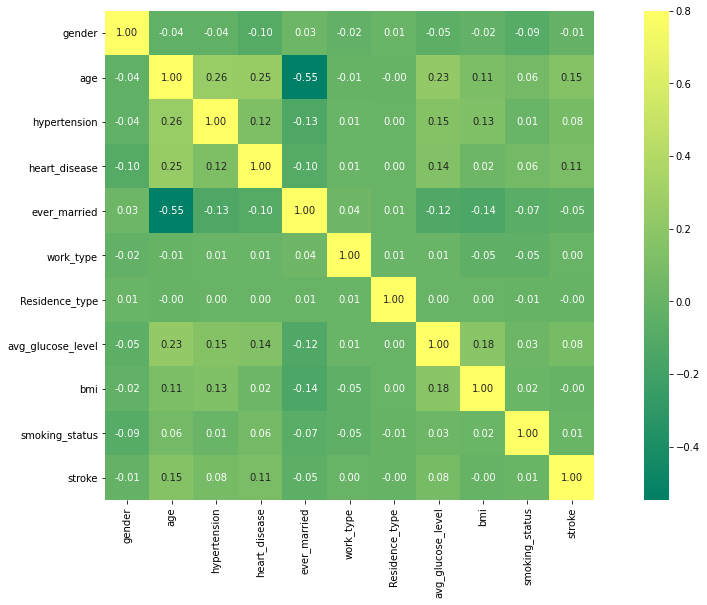 gender 1.00 -0.04 -0.04 -0.10 0.03 -0.02 0.01 -0.05 -0.02 -0.09 -0.01
age -0.04 1.00 0.26 0.25 -0.55 -0.01 -0.00 0.23 0.11 0.06 0.15
hypertension -0.04 0.26 1.00 0.12 -0.13 0.01 0.00 0.15 0.13 0.01 0.08
heart_disease -0.10 0.25 0.12 1.00 -0.10 0.01 0.00 0.14 0.02 0.06 0.11
ever_married 0.03 -0.55 -0.13 -0.10 1.00 0.04 0.01 -0.12 -0.14 -0.07 -0.05
work_type -0.02 -0.01 0.01 0.01 0.04 1.00 0.01 0.01 -0.05 -0.05 0.00
Residence_type 0.01 -0.00 0.00 0.00 0.01 0.01 1.00 0.00 0.00 -0.01 -0.00
avg_glucose_level -0.05 0.23 0.15 0.14 -0.12 0.01 0.00 1.00 0.18 0.03 0.08
bmi -0.02 0.11 0.13 0.02 -0.14 -0.05 0.00 0.18 1.00 0.02 -0.00
smoking_status -0.09 0.06 0.01 0.06 -0.07 -0.05 -0.01 0.03 0.02 1.00 0.01
stroke -0.01 0.15 0.08 0.11 -0.05 0.00 -0.00 0.08 -0.00 0.01 1.00
gender age hypertension heart_disease ever_married work_type Residence_type avg_glucose_level bmi smoking_status stroke
0.8
0.6
0.4
0.2
0.0
−0.2
−0.4